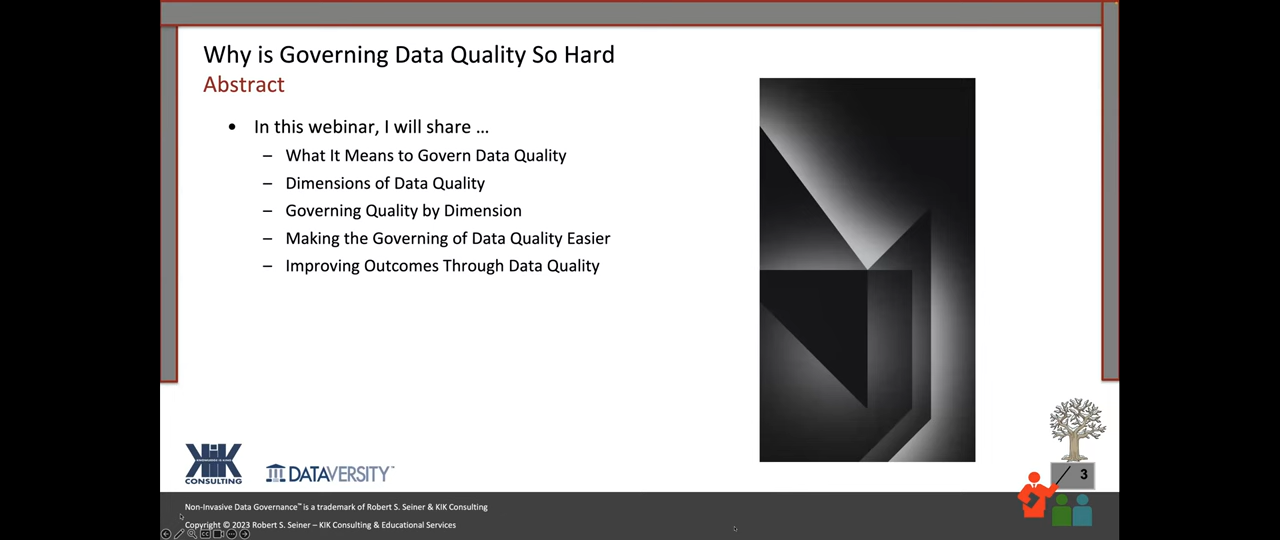 Why is Governing Data Quality So Hard
Abstract
• In this webinar, I will share …
– What It Means to Govern Data Quality
– Dimensions of Data Quality
– Governing Quality by Dimension
– Making the Governing of Data Quality Easier
– Improving Outcomes Through Data Quality
KIK
CONSULTING
DATAVERSITY™
3
Non-Invasive Data Governance™ is a trademark of Robert S. Seiner & KIK Consulting
Copyright © 2023 Robert S. Seiner – KIK Consulting & Educational Services